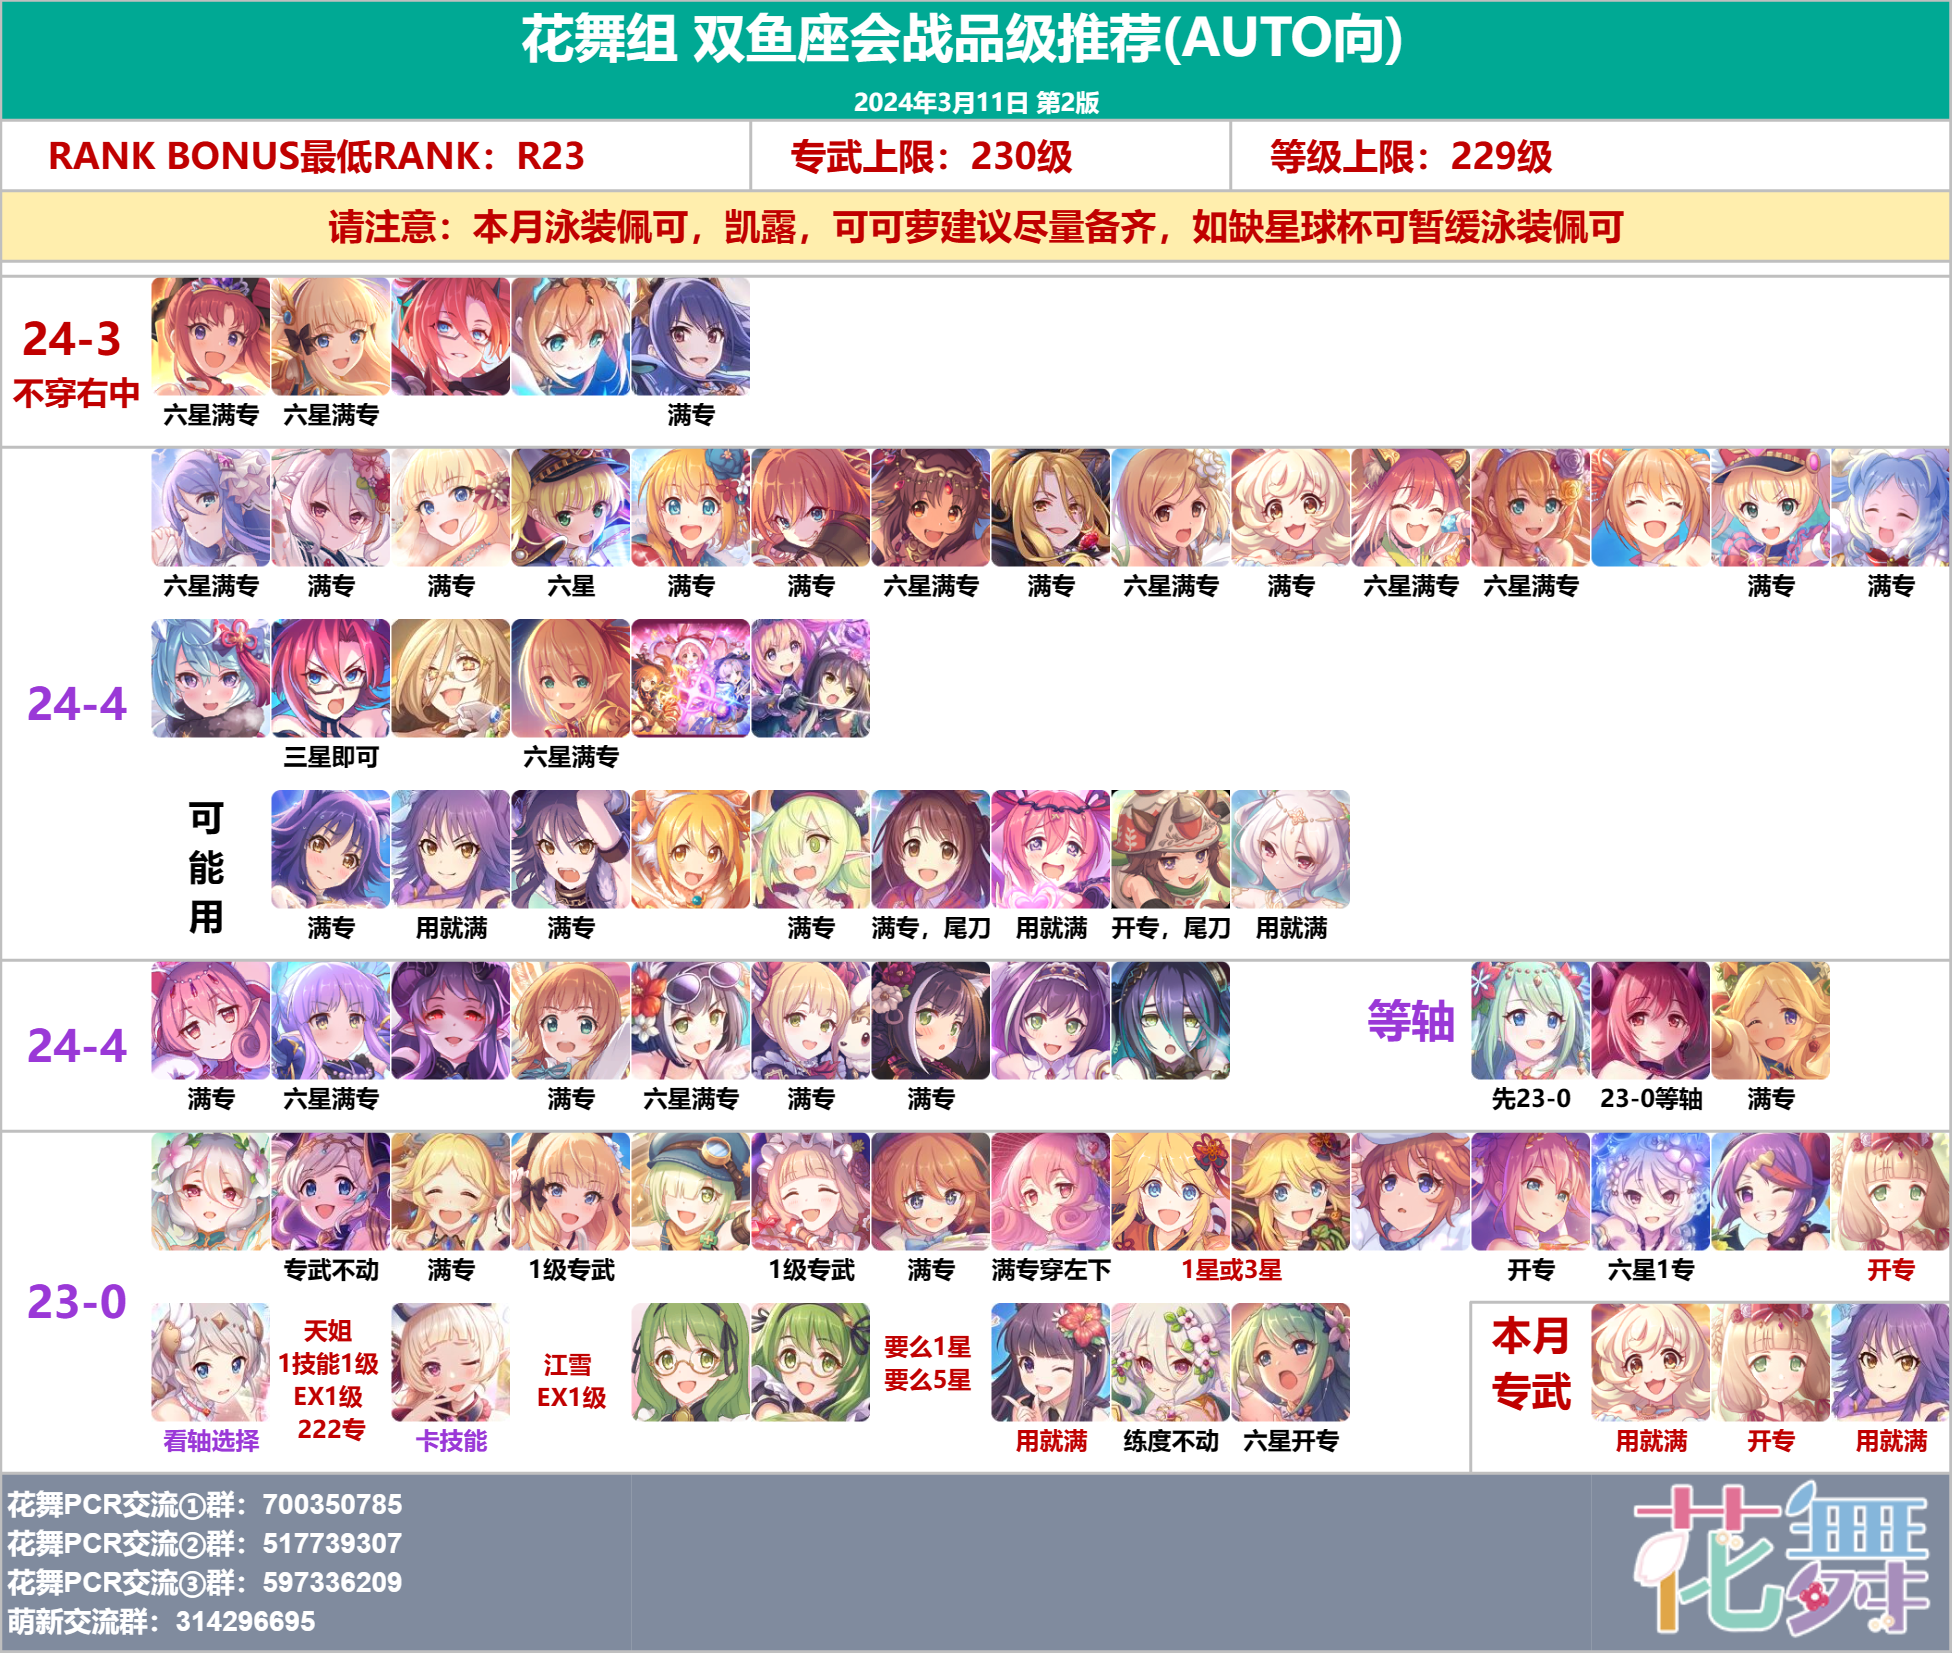 花舞组 双鱼座会战品级推荐(AUTO向)
2024年3月11日 第2版
RANK BONUS最低RANK：R23
专武上限：230级
等级上限：229级
请注意：本月泳装佩可，凯露，可可萝建议尽量备齐，如缺星球杯可暂缓泳装佩可
24-3
不穿右中
六星满专 六星满专 满专
24-4
六星满专 满专 满专 六星 满专 满专 六星满专 满专 六星满专 满专 六星满专 六星满专 满专 满专
三星即可 六星满专
可能用
满专 用就满 满专 满专 满专，尾刀 用就满 开专，尾刀 用就满
24-4
满专 六星满专 满专 六星满专 满专 满专
等轴
先23-0 23-0等轴 满专
23-0
专武不动 满专 1级专武 1级专武 满专 满专穿左下 1星或3星 开专 六星1专 开专
看轴选择
天姐
1技能1级
EX1级
222专
卡技能
江雪
EX1级
要么1星
要么5星
用就满 练度不动 六星开专
本月
专武
用就满 开专 用就满
花舞PCR交流①群：700350785
花舞PCR交流②群：517739307
花舞PCR交流③群：597336209
萌新交流群：314296695
花舞